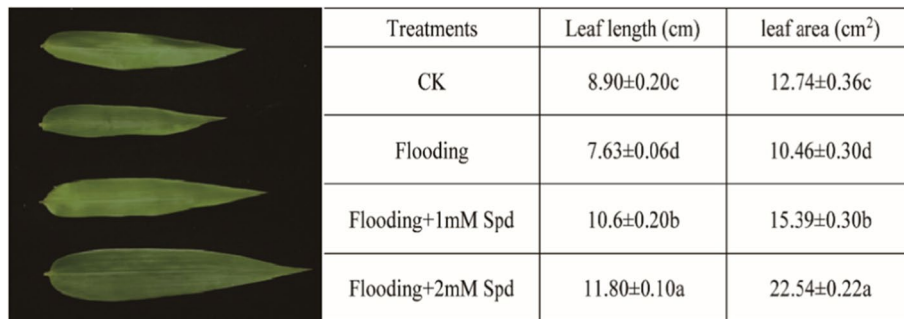 Treatments Leaf length (cm) leaf area (cm²)
CK 8.90±0.20c 12.74±0.36c
Flooding 7.63±0.06d 10.46±0.30d
Flooding+1mM Spd 10.6±0.20b 15.39±0.30b
Flooding+2mM Spd 11.80±0.10a 22.54±0.22a